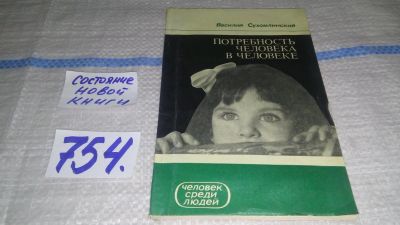 СОСТОЯНИЕ
НОВОЙ
КНИГИ
754.
Василий Сухомлинский
ПОТРЕБНОСТЬ
ЧЕЛОВЕКА
В ЧЕЛОВЕКЕ
человек
среди
людей